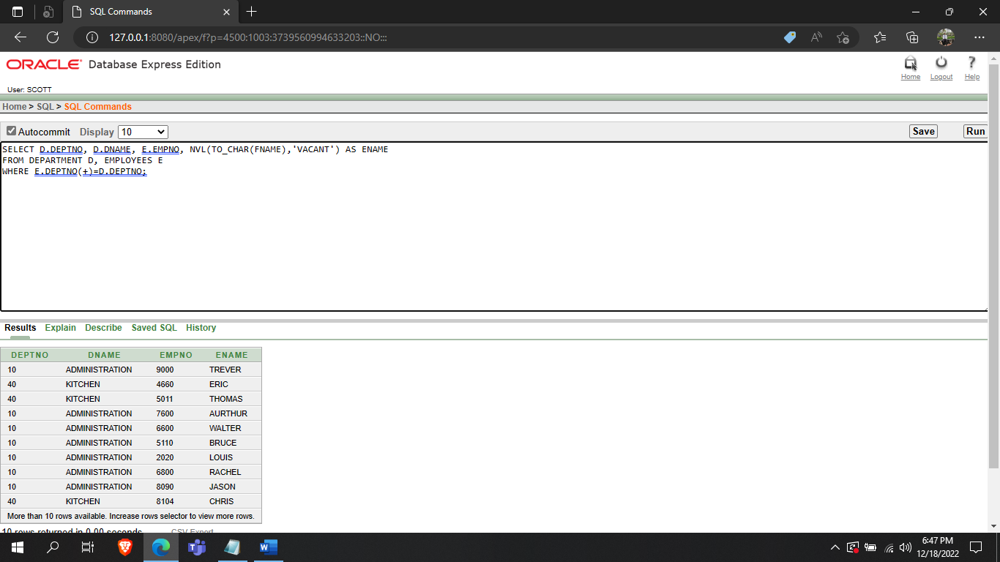 SQL Commands
127.0.0.1:8080/apex/f?p=4500:1003:3739560994633203::NO:::
ORACLE Database Express Edition
Home Logout Help
User: SCOTT
Home > SQL > SQL Commands
Autocommit Display 10 Save Run
SELECT D.DEPTNO, D.DNAME, E.EMPNO, NVL(TO_CHAR(FNAME),'VACANT') AS ENAME
FROM DEPARTMENT D, EMPLOYEES E
WHERE E.DEPTNO(+)=D.DEPTNO;
Results Explain Describe Saved SQL History
DEPTNO DNAME EMPNO ENAME
10 ADMINISTRATION 9000 TREVER
40 KITCHEN 4660 ERIC
40 KITCHEN 5011 THOMAS
10 ADMINISTRATION 7600 AURTHUR
10 ADMINISTRATION 6600 WALTER
10 ADMINISTRATION 5110 BRUCE
10 ADMINISTRATION 2020 LOUIS
10 ADMINISTRATION 6800 RACHEL
10 ADMINISTRATION 8090 JASON
40 KITCHEN 8104 CHRIS
More than 10 rows available. Increase rows selector to view more rows.
10 rows returned in 0.00 seconds CSV Export
6:47 PM
12/18/2022